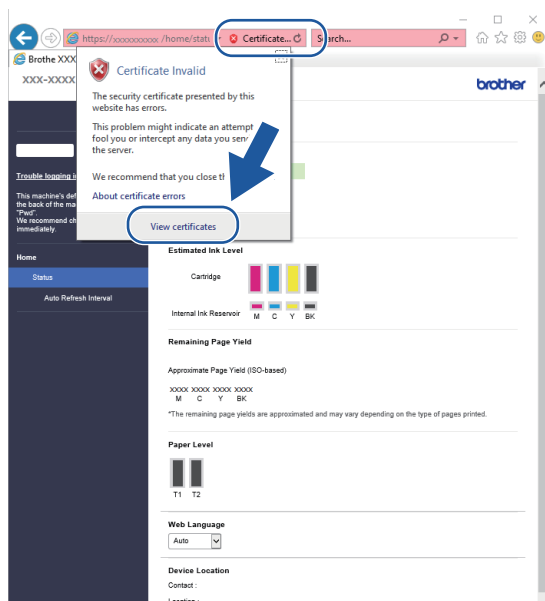 https://xxxxxxxxxx /home/statu
Certificate...
Search...
Brothe XXX
XXX-XXXX
brother
Certificate Invalid
The security certificate presented by this
website has errors.
This problem might indicate an attempt
fool you or intercept any data you send
the server.
We recommend that you close th
About certificate errors
View certificates
Trouble logging i
This machine's def
the back of the ma
"Pwd".
We recommend ch
immediately.
Home
Status
Auto Refresh Interval
Estimated Ink Level
Cartridge
Internal Ink Reservoir
M C Y BK
Remaining Page Yield
Approximate Page Yield (ISO-based)
XXXX XXXX XXXX XXXX
M C Y BK
*The remaining page yields are approximated and may vary depending on the type of pages printed.
Paper Level
T1 T2
Web Language
Auto
Device Location
Contact :
Location :